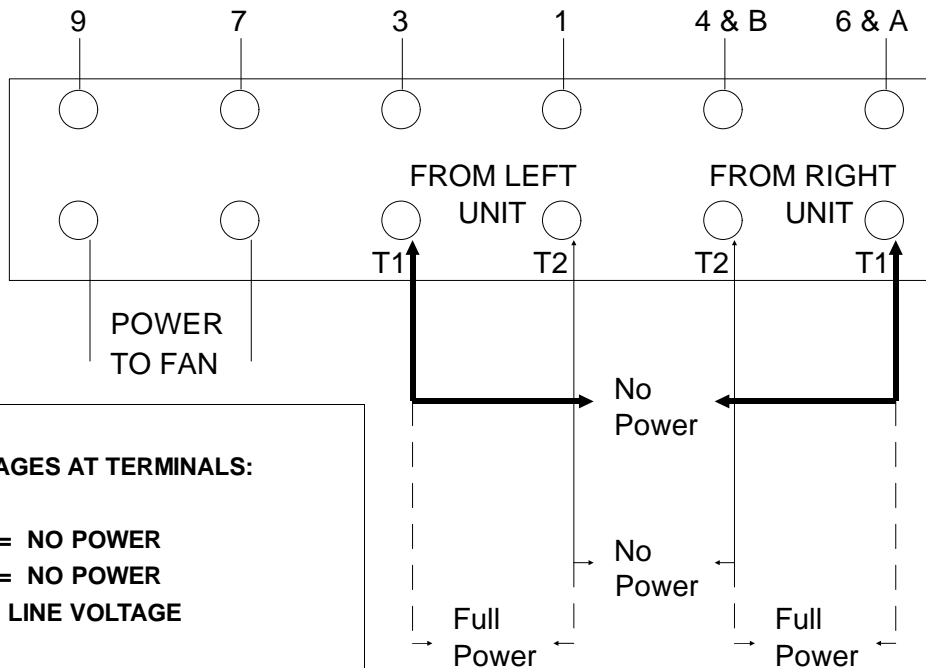 9 7 3 1 4 & B 6 & A
FROM LEFT
UNIT
FROM RIGHT
UNIT
T1 T2 T2 T1
POWER
TO FAN
No
Power
AGES AT TERMINALS:
= NO POWER
= NO POWER
LINE VOLTAGE
No
Power
Full
Power
Full
Power